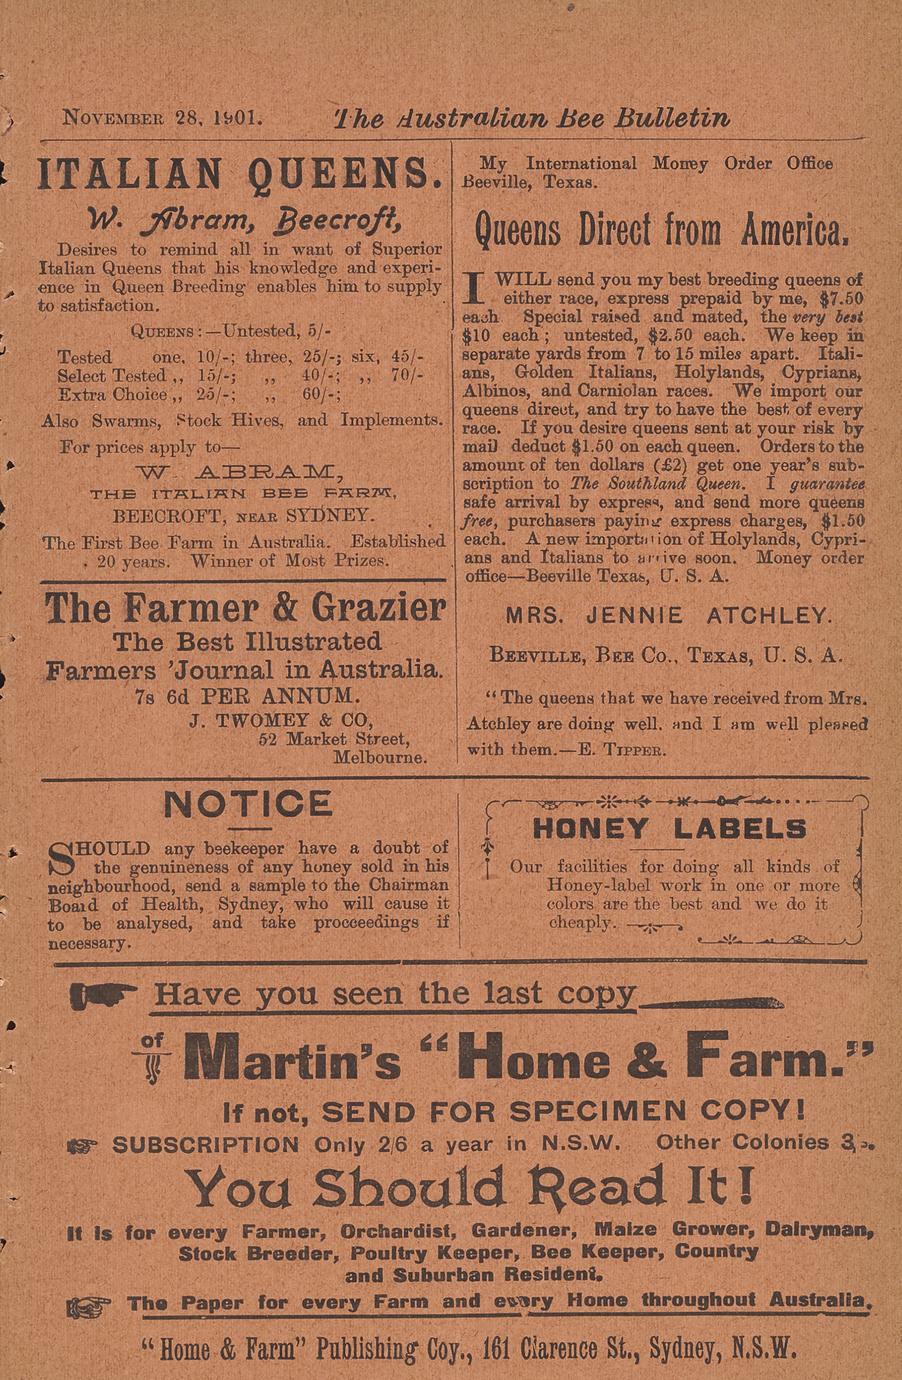 NOVEMBER 28, 1901. The Australian Bee Bulletin
ITALIAN QUEENS.
W. Abram, Beecroft,
Desires to remind all in want of Superior
Italian Queens that his knowledge and experi-
ence in Queen Breeding enables him to supply
to satisfaction.
QUEENS:—Untested, 5/-
Tested one, 10/-; three, 25/-; six, 45/-
Select Tested ,, 15/-; ,, 40/-; ,, 70/-
Extra Choice ,, 25/-; ,, 60/-;
Also Swarms, Stock Hives, and Implements.
For prices apply to—
W. ABRAM,
THE ITALIAN BEE FARM,
BEECROFT, NEAR SYDNEY.
The First Bee Farm in Australia. Established
20 years. Winner of Most Prizes.
The Farmer & Grazier
The Best Illustrated
Farmers 'Journal in Australia.
7s 6d PER ANNUM.
J. TWOMEY & CO,
52 Market Street,
Melbourne.
My International Money Order Office
Beeville, Texas.
Queens Direct from America.
I WILL send you my best breeding queens of
either race, express prepaid by me, $7.50
each. Special raised and mated, the very best
$10 each; untested, $2.50 each. We keep in
separate yards from 7 to 15 miles apart. Itali-
ans, Golden Italians, Holylands, Cyprians,
Albinos, and Carniolan races. We import our
queens direct, and try to have the best of every
race. If you desire queens sent at your risk by
mail deduct $1.50 on each queen. Orders to the
amount of ten dollars (£2) get one year's sub-
scription to The Southland Queen. I guarantee
safe arrival by express, and send more queens
free, purchasers paying express charges, $1.50
each. A new importation of Holylands, Cypri-
ans and Italians to arrive soon. Money order
office—Beeville Texas, U. S. A.
MRS. JENNIE ATCHLEY.
BEEVILLE, BEE CO., TEXAS, U. S. A.
"The queens that we have received from Mrs.
Atchley are doing well, and I am well pleased
with them.—E. TIPPER.
NOTICE
SHOULD any beekeeper have a doubt of
the genuineness of any honey sold in his
neighbourhood, send a sample to the Chairman
Board of Health, Sydney, who will cause it
to be analysed, and take procceedings if
necessary.
HONEY LABELS
Our facilities for doing all kinds of
Honey-label work in one or more
colors are the best and we do it
cheaply.
Have you seen the last copy
of Martin's "Home & Farm."
If not, SEND FOR SPECIMEN COPY!
SUBSCRIPTION Only 2/6 a year in N.S.W. Other Colonies
You Should Read It!
It is for every Farmer, Orchardist, Gardener, Maize Grower, Dairyman,
Stock Breeder, Poultry Keeper, Bee Keeper, Country
and Suburban Resident.
The Paper for every Farm and every Home throughout Australia.
"Home & Farm" Publishing Coy., 161 Clarence St., Sydney, N.S.W.